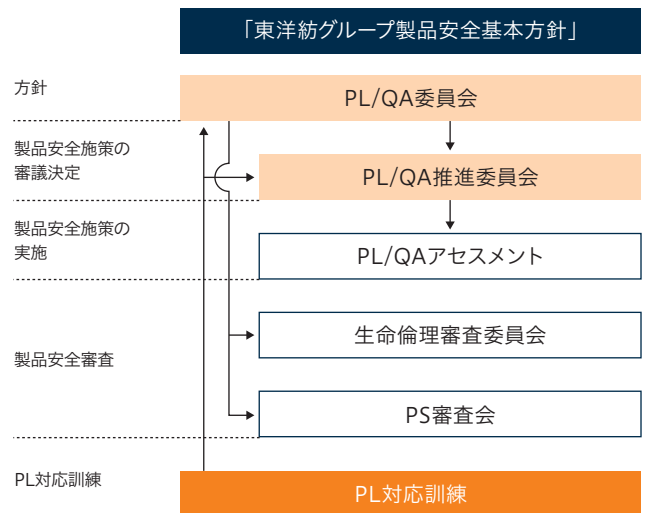 「東洋紡グループ製品安全基本方針」
方針
PL/QA委員会
製品安全施策の
審議決定
PL/QA推進委員会
製品安全施策の
実施
PL/QAアセスメント
生命倫理審査委員会
製品安全審査
PS審査会
PL対応訓練
PL対応訓練